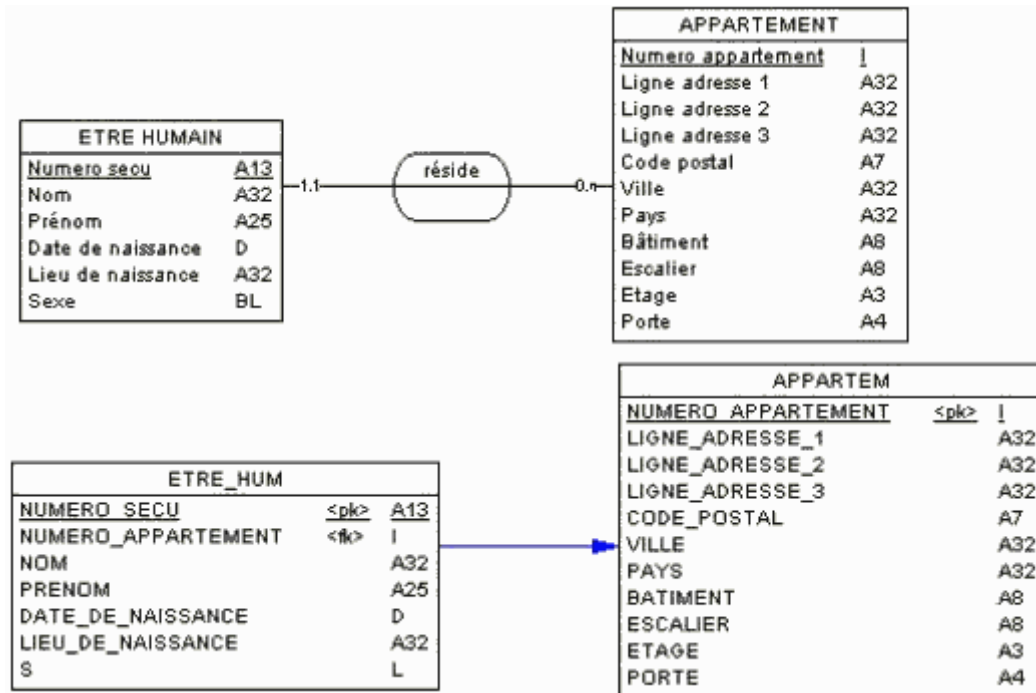 APPARTEMENT
Numero appartement I
Ligne adresse 1 A32
Ligne adresse 2 A32
Ligne adresse 3 A32
Code postal A7
Ville A32
Pays A32
Bâtiment A8
Escalier A8
Etage A3
Porte A4
ETRE HUMAIN
Numero secu A13
Nom A32
Prénom A25
Date de naissance D
Lieu de naissance A32
Sexe BL
1.1
réside
0.n
APPARTEM
NUMERO_APPARTEMENT <pk> I
LIGNE_ADRESSE_1 A32
LIGNE_ADRESSE_2 A32
LIGNE_ADRESSE_3 A32
CODE_POSTAL A7
VILLE A32
PAYS A32
BATIMENT A8
ESCALIER A8
ETAGE A3
PORTE A4
ETRE_HUM
NUMERO_SECU <pk> A13
NUMERO_APPARTEMENT <fk> I
NOM A32
PRENOM A25
DATE_DE_NAISSANCE D
LIEU_DE_NAISSANCE A32
S L